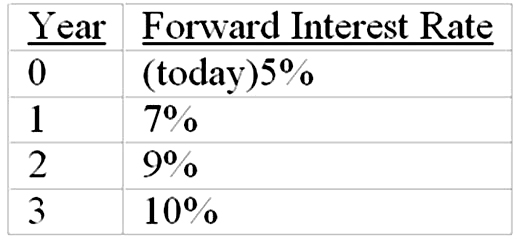 Year Forward Interest Rate
0 (today)5%
1 7%
2 9%
3 10%